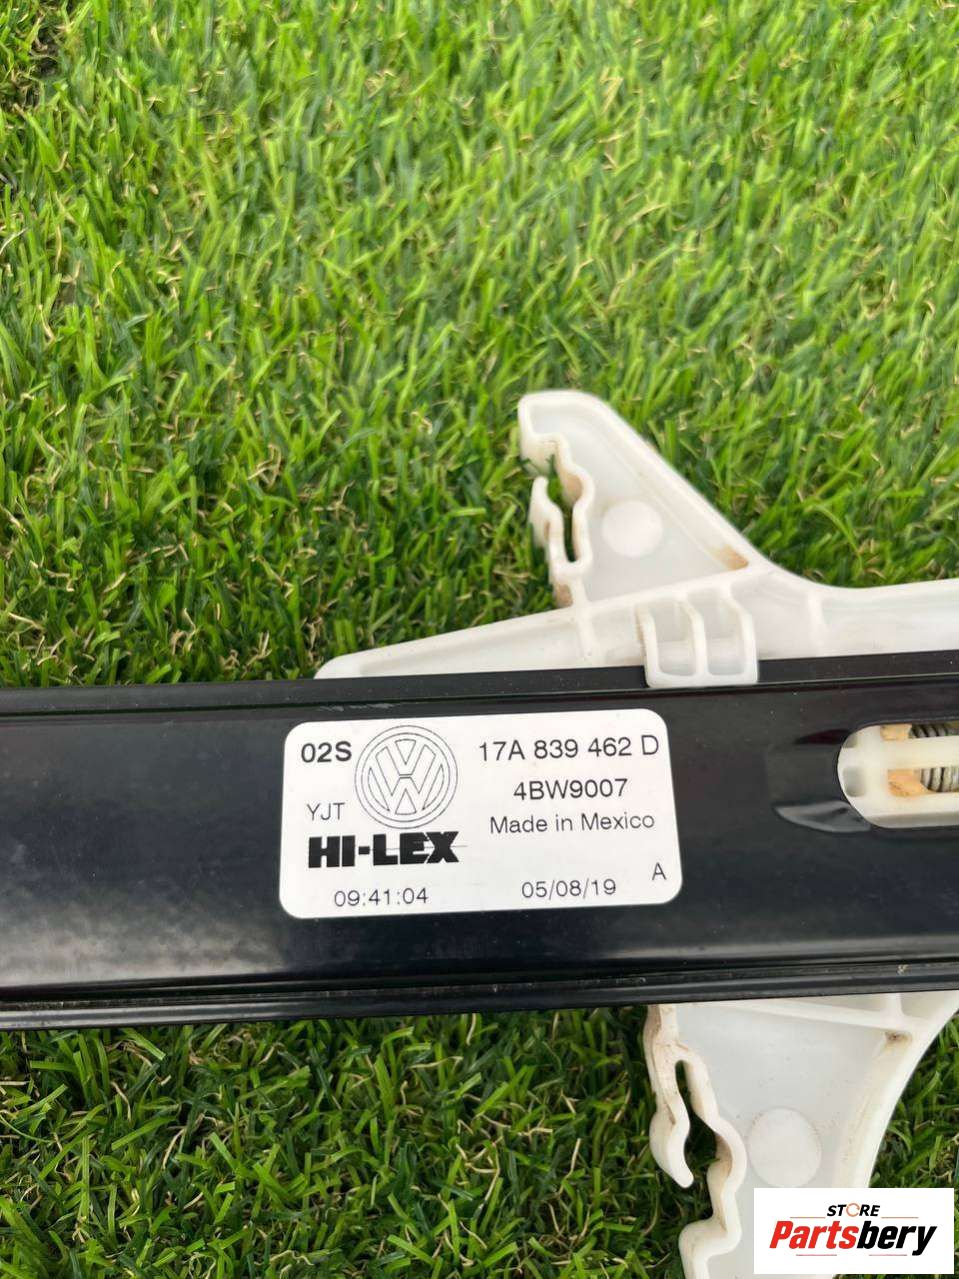 02S
17A 839 462 D
4BW9007
YJT
Made in Mexico
HI-LEX
09:41:04
05/08/19
A
STORE
Partsbery